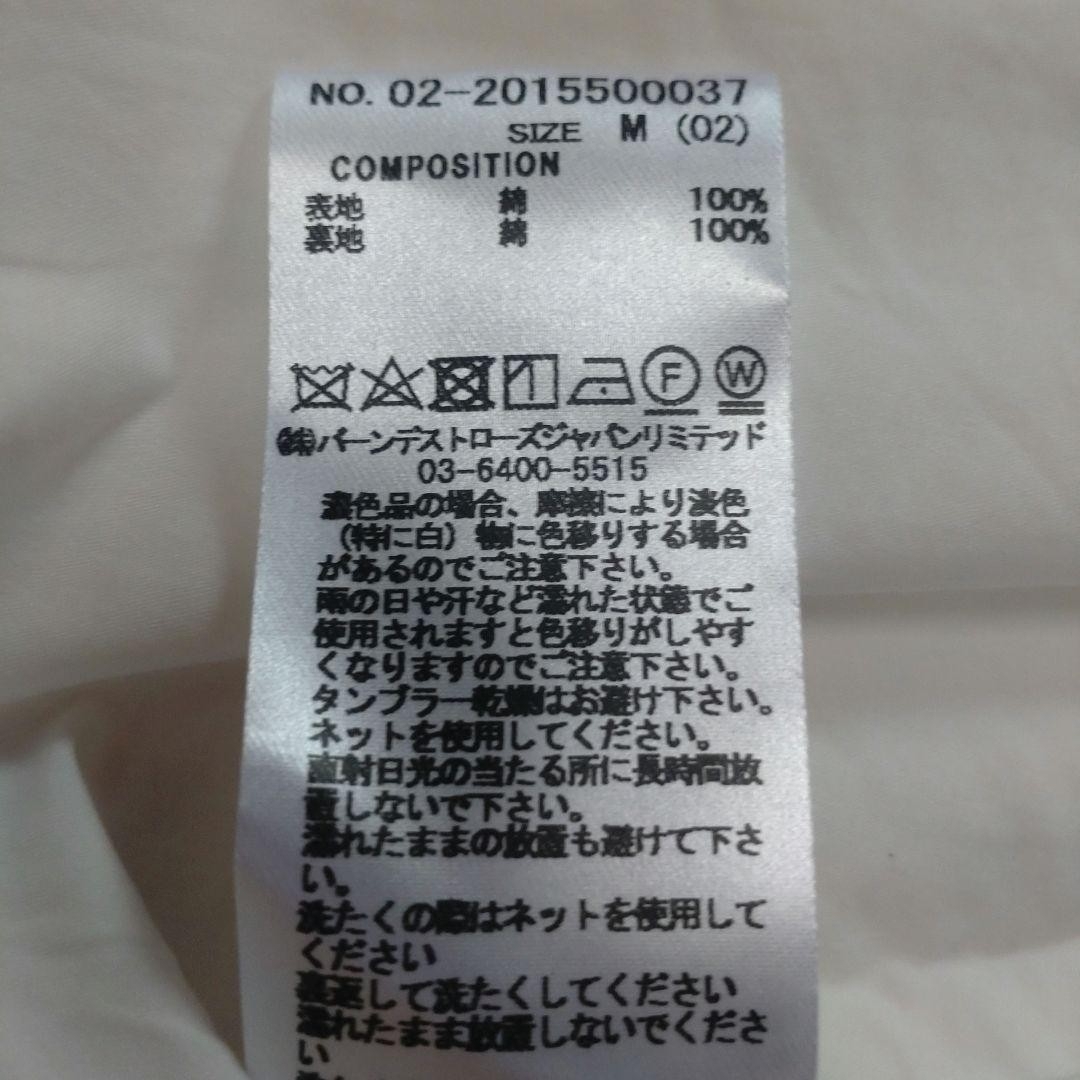 NO. 02-2015500037
SIZE M (02)
COMPOSITION
表地 綿 100%
裏地 綿 100%
F W
㈱バーンデストローズジャパンリミテッド
03-6400-5515
濃色品の場合、摩擦により淡色
(特に白)物に色移りする場合
があるのでご注意下さい。
雨の日や汗など濡れた状態でご
使用されますと色移りがしやす
くなりますのでご注意下さい。
タンブラー乾燥はお避け下さい。
ネットを使用してください。
直射日光の当たる所に長時間放
置しないで下さい。
濡れたままの放置も避けて下さ
い。
洗たくの際はネットを使用して
ください
裏返して洗たくしてください
濡れたまま放置しないでくださ
い